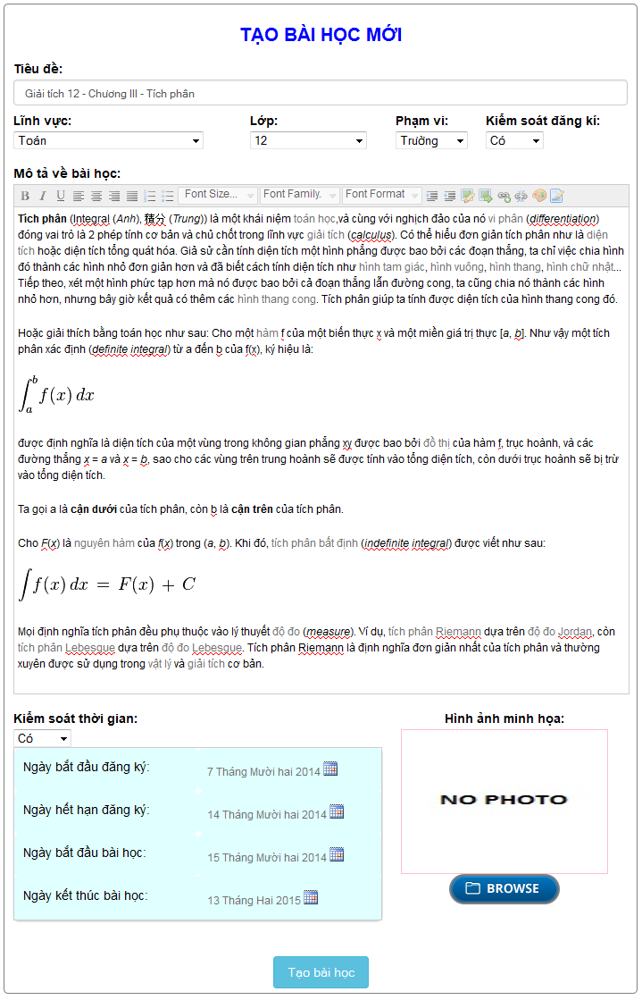 TẠO BÀI HỌC MỚI
Tiêu đề:
Giải tích 12 - Chương III - Tích phân
Lĩnh vực: Lớp: Phạm vi: Kiểm soát đăng kí:
Toán 12 Trường Có
Mô tả về bài học:
B I U Font Size... Font Family. Font Format
Tích phân (Integral (Anh), 積分 (Trung)) là một khái niệm toán học,và cùng với nghịch đảo của nó vi phân (differentiation)
đóng vai trò là 2 phép tính cơ bản và chủ chốt trong lĩnh vực giải tích (calculus). Có thể hiểu đơn giản tích phân như là diện
tích hoặc diện tích tổng quát hóa. Giả sử cần tính diện tích một hình phẳng được bao bởi các đoạn thẳng, ta chỉ việc chia hình
đó thành các hình nhỏ đơn giản hơn và đã biết cách tính diện tích như hình tam giác, hình vuông, hình thang, hình chữ nhật...
Tiếp theo, xét một hình phức tạp hơn mà nó được bao bởi cả đoạn thẳng lẫn đường cong, ta cũng chia nó thành các hình
nhỏ hơn, nhưng bây giờ kết quả có thêm các hình thang cong. Tích phân giúp ta tính được diện tích của hình thang cong đó.
Hoặc giải thích bằng toán học như sau: Cho một hàm f của một biến thực x và một miền giá trị thực [a, b]. Như vậy một tích
phân xác định (definite integral) từ a đến b của f(x), ký hiệu là:
∫ₐᵇ f(x) dx
được định nghĩa là diện tích của một vùng trong không gian phẳng xy được bao bởi đồ thị của hàm f, trục hoành, và các
đường thẳng x = a và x = b, sao cho các vùng trên trung hoành sẽ được tính vào tổng diện tích, còn dưới trục hoành sẽ bị trừ
vào tổng diện tích.
Ta gọi a là cận dưới của tích phân, còn b là cận trên của tích phân.
Cho F(x) là nguyên hàm của f(x) trong (a, b). Khi đó, tích phân bất định (indefinite integral) được viết như sau:
∫ f(x) dx = F(x) + C
Mọi định nghĩa tích phân đều phụ thuộc vào lý thuyết độ đo (measure). Ví dụ, tích phân Riemann dựa trên độ đo Jordan, còn
tích phân Lebesgue dựa trên độ đo Lebesgue. Tích phân Riemann là định nghĩa đơn giản nhất của tích phân và thường
xuyên được sử dụng trong vật lý và giải tích cơ bản.
Kiểm soát thời gian: Hình ảnh minh họa:
Có
Ngày bắt đầu đăng ký: 7 Tháng Mười hai 2014
Ngày hết hạn đăng ký: 14 Tháng Mười hai 2014
NO PHOTO
Ngày bắt đầu bài học: 15 Tháng Mười hai 2014
Ngày kết thúc bài học: 13 Tháng Hai 2015
BROWSE
Tạo bài học